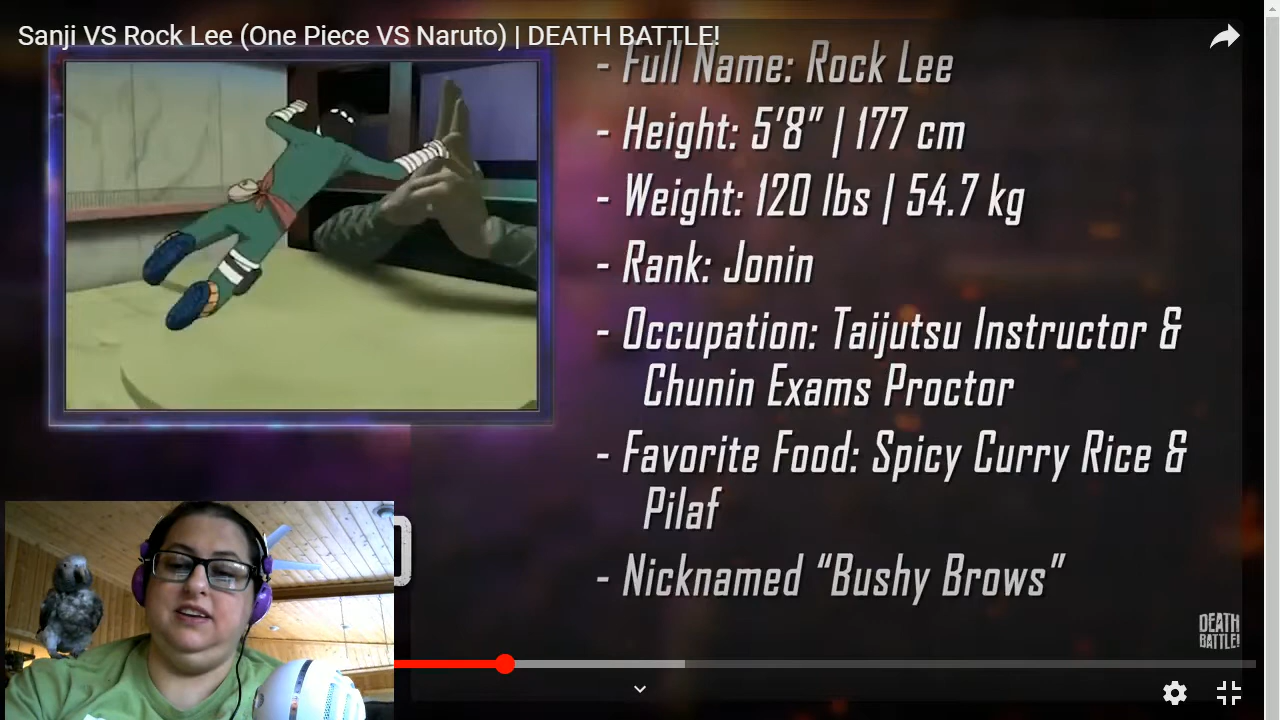 Sanji VS Rock Lee (One Piece VS Naruto) | DEATH BATTLE!
- Full Name: Rock Lee
- Height: 5'8" | 177 cm
- Weight: 120 lbs | 54.7 kg
- Rank: Jonin
- Occupation: Taijutsu Instructor &
Chunin Exams Proctor
- Favorite Food: Spicy Curry Rice &
Pilaf
- Nicknamed “Bushy Brows”
DEATH
BATTLE!